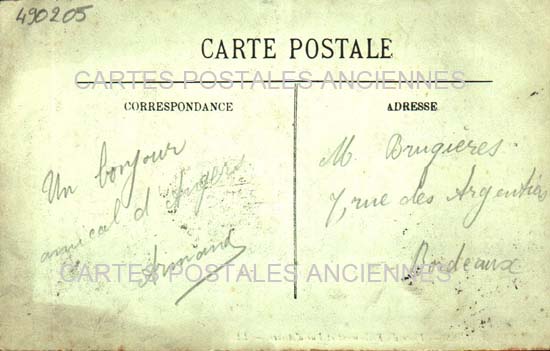 490205
CARTE POSTALE
CARTES POSTALES ANCIENNES
CORRESPONDANCE
ADRESSE
Un bonjour
amical d'Angers
Armand
M. Brugières
7, rue des Argentiers
Bordeaux
CARTES POSTALES ANCIENNES